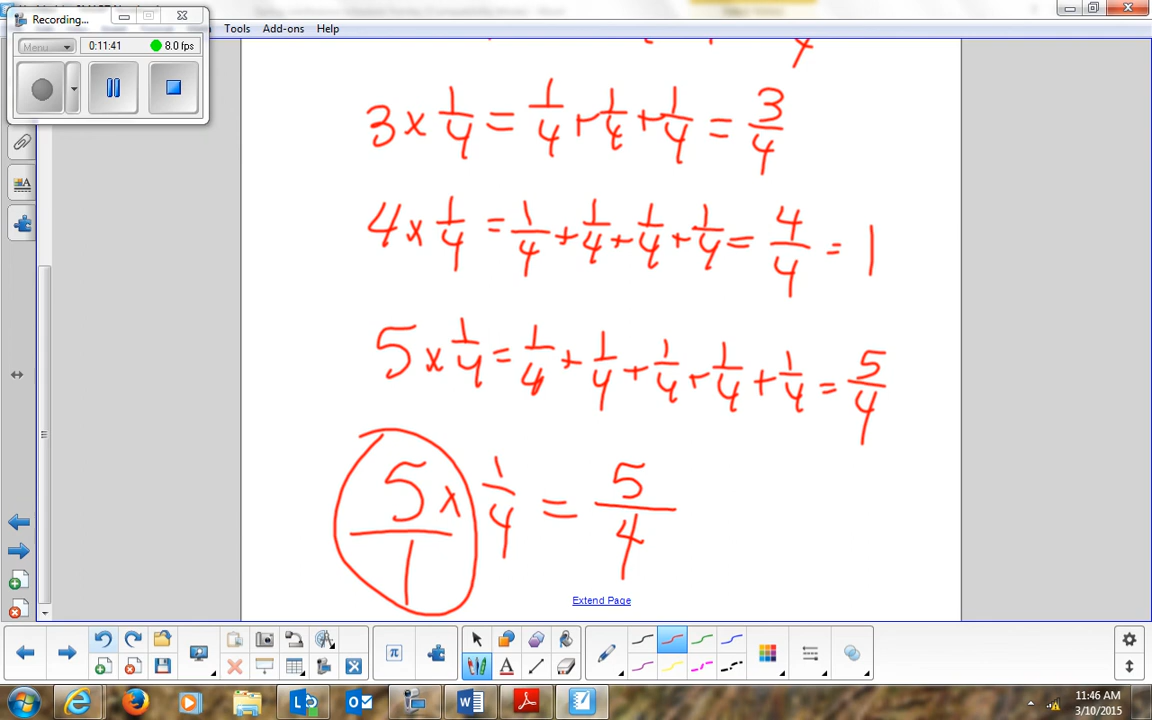 Recording...
Tools Add-ons Help
Menu 0:11:41 8.0 fps
4
3 x 1/4 = 1/4 + 1/4 + 1/4 = 3/4
4 x 1/4 = 1/4 + 1/4 + 1/4 + 1/4 = 4/4 = 1
5 x 1/4 = 1/4 + 1/4 + 1/4 + 1/4 + 1/4 = 5/4
5/1 x 1/4 = 5/4
Extend Page
11:46 AM
3/10/2015